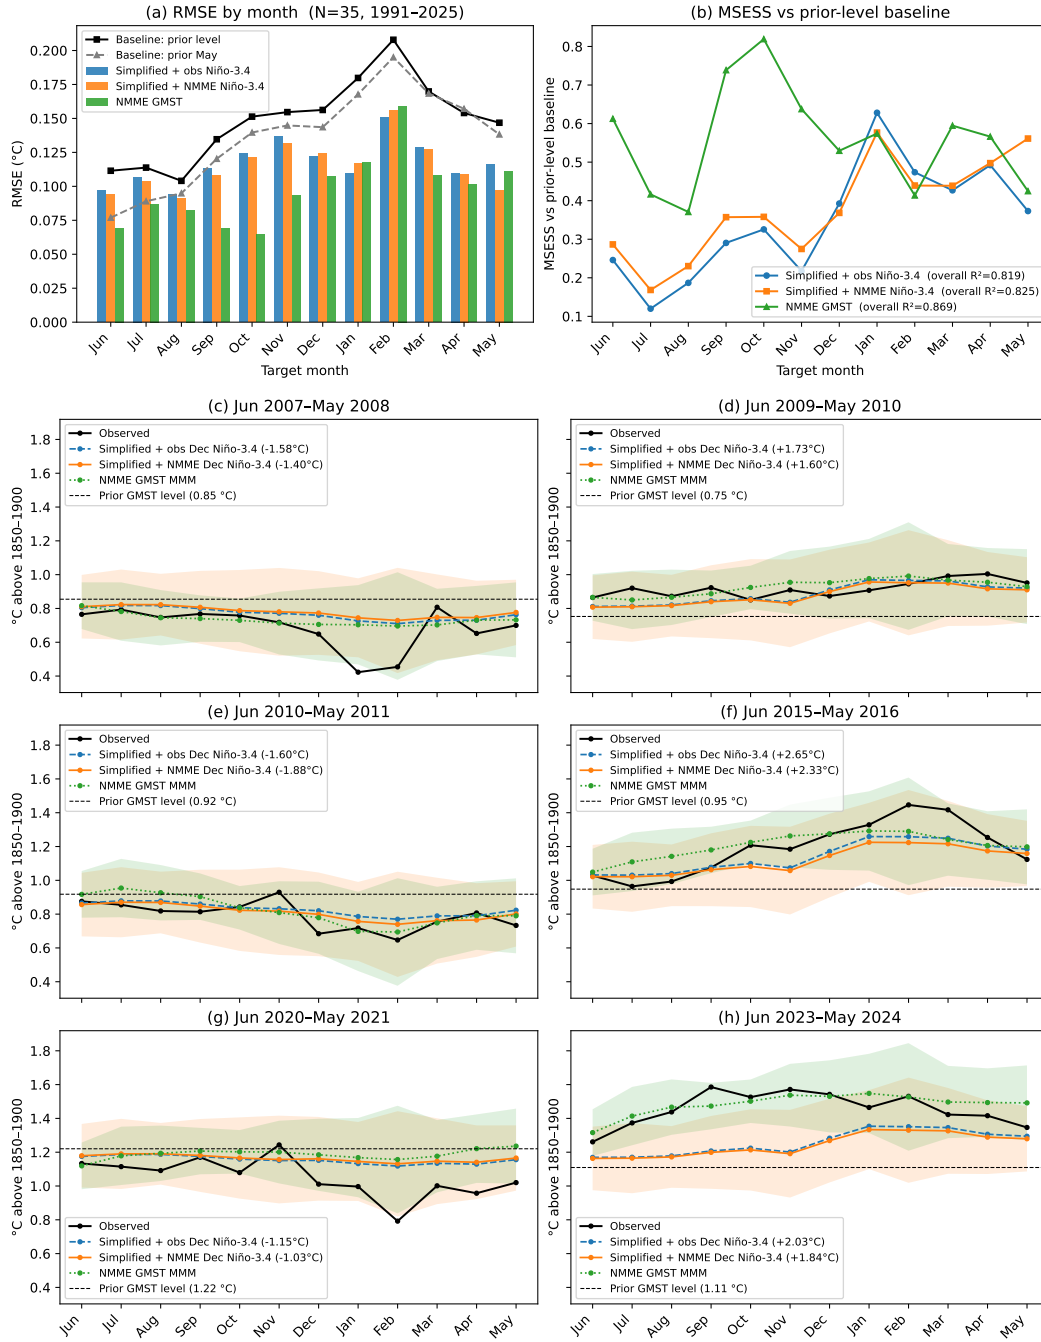 (a) RMSE by month  (N=35, 1991–2025)
Baseline: prior level
Baseline: prior May
Simplified + obs Niño-3.4
Simplified + NMME Niño-3.4
NMME GMST
RMSE (°C)
0.200
0.175
0.150
0.125
0.100
0.075
0.050
0.025
0.000
Jun Jul Aug Sep Oct Nov Dec Jan Feb Mar Apr May
Target month
(b) MSESS vs prior-level baseline
MSESS vs prior-level baseline
0.8
0.7
0.6
0.5
0.4
0.3
0.2
0.1
Simplified + obs Niño-3.4  (overall R²=0.819)
Simplified + NMME Niño-3.4  (overall R²=0.825)
NMME GMST  (overall R²=0.869)
Jun Jul Aug Sep Oct Nov Dec Jan Feb Mar Apr May
Target month
(c) Jun 2007–May 2008
°C above 1850–1900
1.8
1.6
1.4
1.2
1.0
0.8
0.6
0.4
Observed
Simplified + obs Dec Niño-3.4 (-1.58°C)
Simplified + NMME Dec Niño-3.4 (-1.40°C)
NMME GMST MMM
Prior GMST level (0.85 °C)
(d) Jun 2009–May 2010
°C above 1850–1900
Observed
Simplified + obs Dec Niño-3.4 (+1.73°C)
Simplified + NMME Dec Niño-3.4 (+1.60°C)
NMME GMST MMM
Prior GMST level (0.75 °C)
(e) Jun 2010–May 2011
°C above 1850–1900
1.8
1.6
1.4
1.2
1.0
0.8
0.6
0.4
Observed
Simplified + obs Dec Niño-3.4 (-1.60°C)
Simplified + NMME Dec Niño-3.4 (-1.88°C)
NMME GMST MMM
Prior GMST level (0.92 °C)
(f) Jun 2015–May 2016
°C above 1850–1900
Observed
Simplified + obs Dec Niño-3.4 (+2.65°C)
Simplified + NMME Dec Niño-3.4 (+2.33°C)
NMME GMST MMM
Prior GMST level (0.95 °C)
(g) Jun 2020–May 2021
°C above 1850–1900
1.8
1.6
1.4
1.2
1.0
0.8
0.6
0.4
Observed
Simplified + obs Dec Niño-3.4 (-1.15°C)
Simplified + NMME Dec Niño-3.4 (-1.03°C)
NMME GMST MMM
Prior GMST level (1.22 °C)
Jun Jul Aug Sep Oct Nov Dec Jan Feb Mar Apr May
(h) Jun 2023–May 2024
°C above 1850–1900
Observed
Simplified + obs Dec Niño-3.4 (+2.03°C)
Simplified + NMME Dec Niño-3.4 (+1.84°C)
NMME GMST MMM
Prior GMST level (1.11 °C)
Jun Jul Aug Sep Oct Nov Dec Jan Feb Mar Apr May